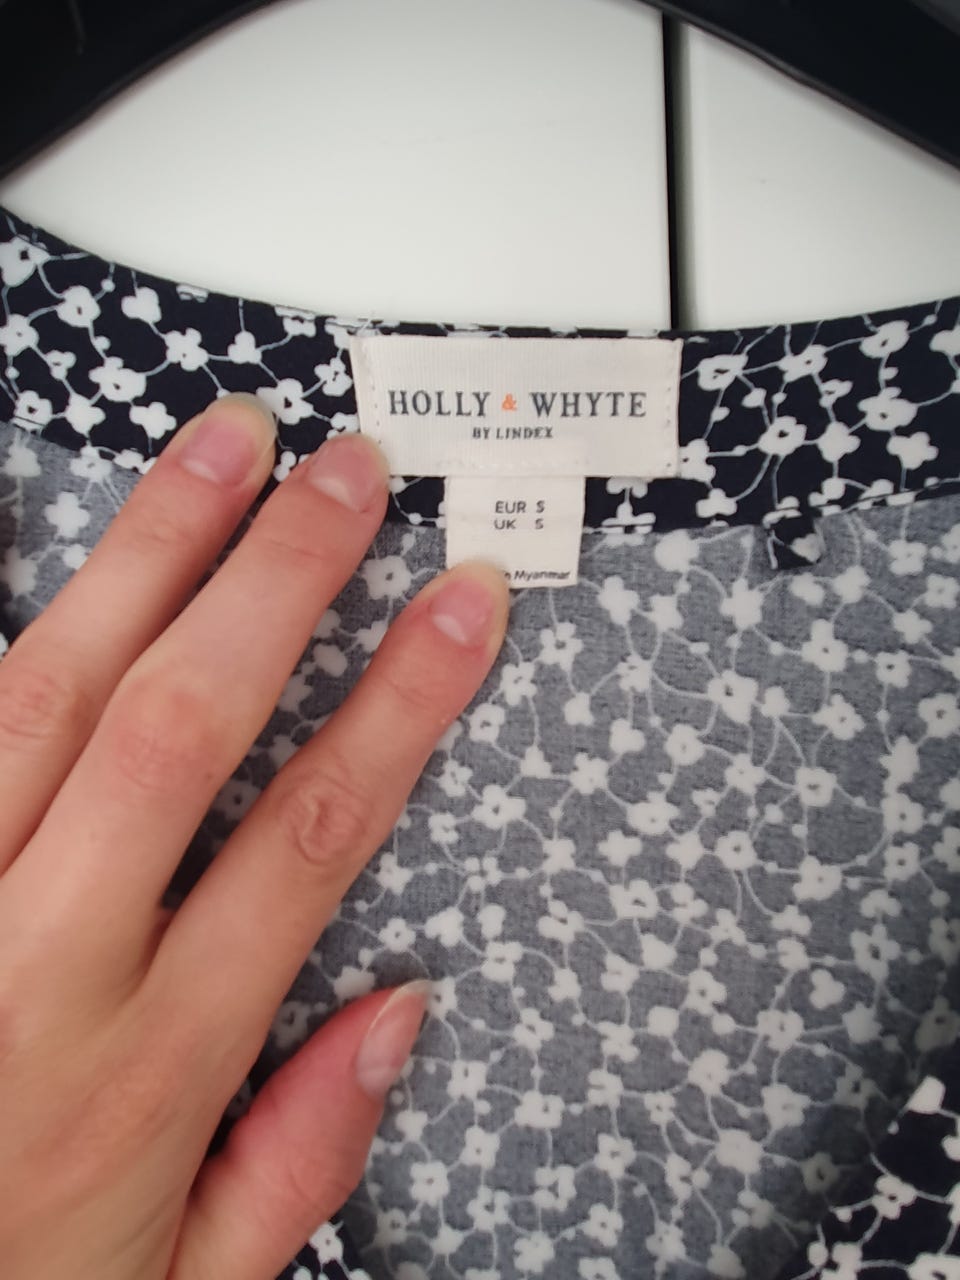 HOLLY & WHYTE
BY LINDEX
EUR S
UK S
Myanmar